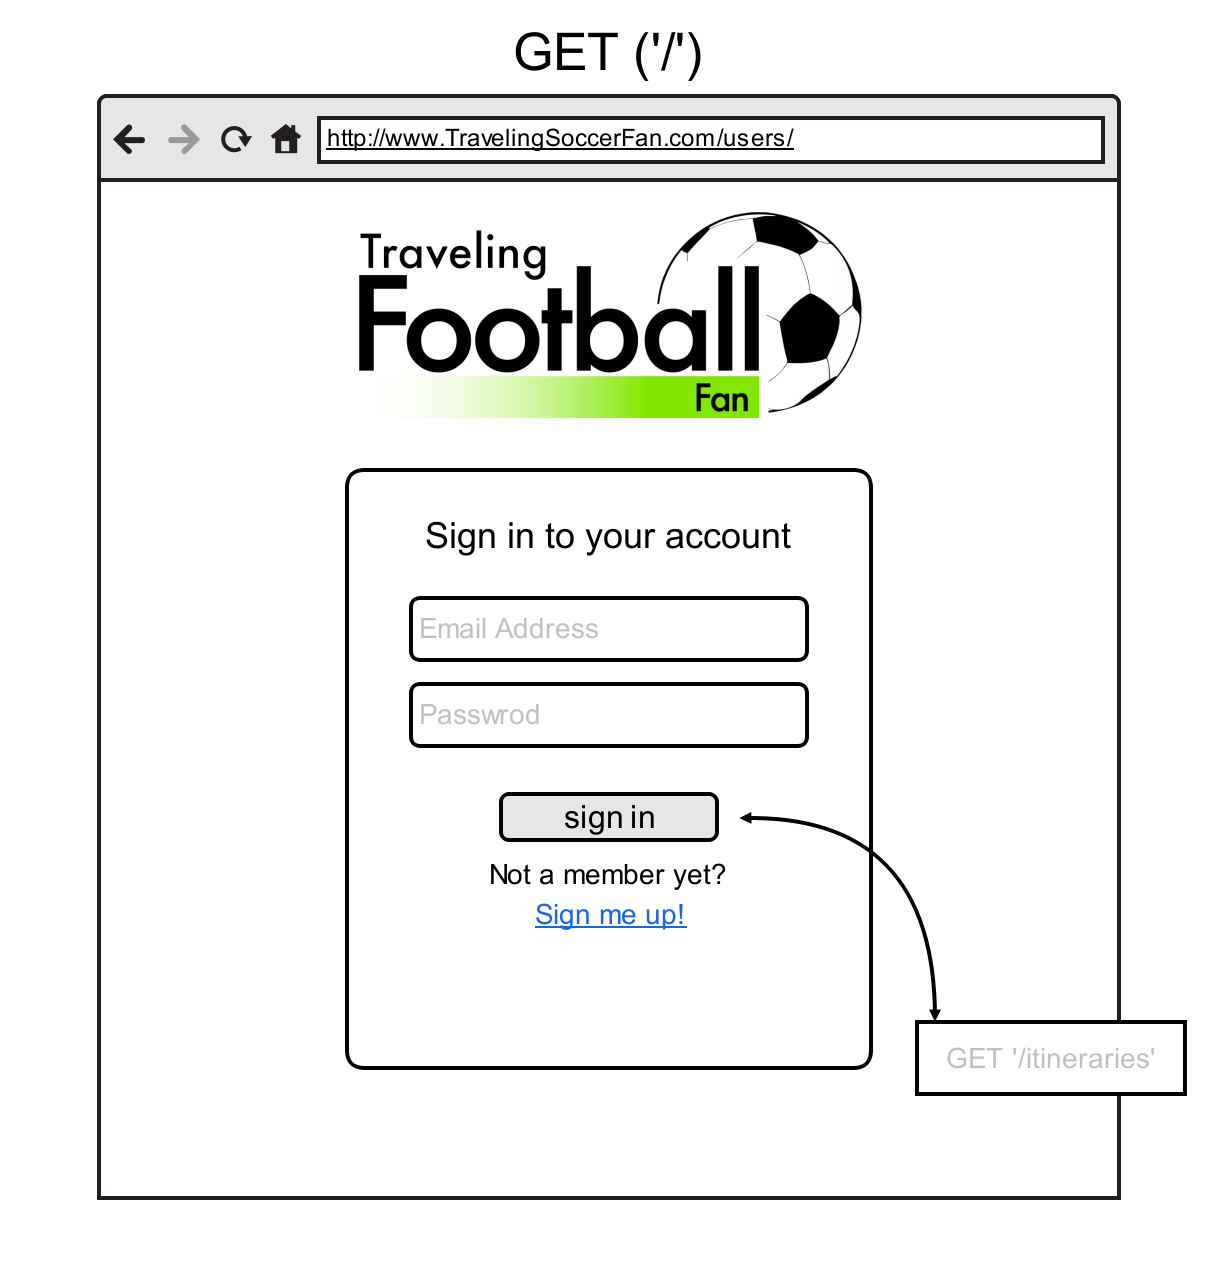 GET ('/')
http://www.TravelingSoccerFan.com/users/
Traveling
Football
Fan
Sign in to your account
Email Address
Passwrod
sign in
Not a member yet?
Sign me up!
GET '/itineraries'